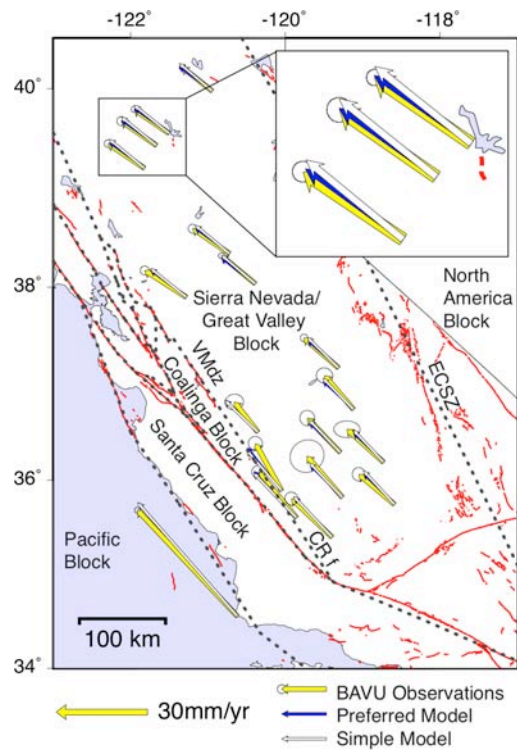 -122° -120° -118°
40°
38°
36°
34°
Sierra Nevada/
Great Valley
Block
North
America
Block
ECSZ
VMdz
Coalinga Block
Santa Cruz Block
CRf
Pacific
Block
100 km
30mm/yr
BAVU Observations
Preferred Model
Simple Model